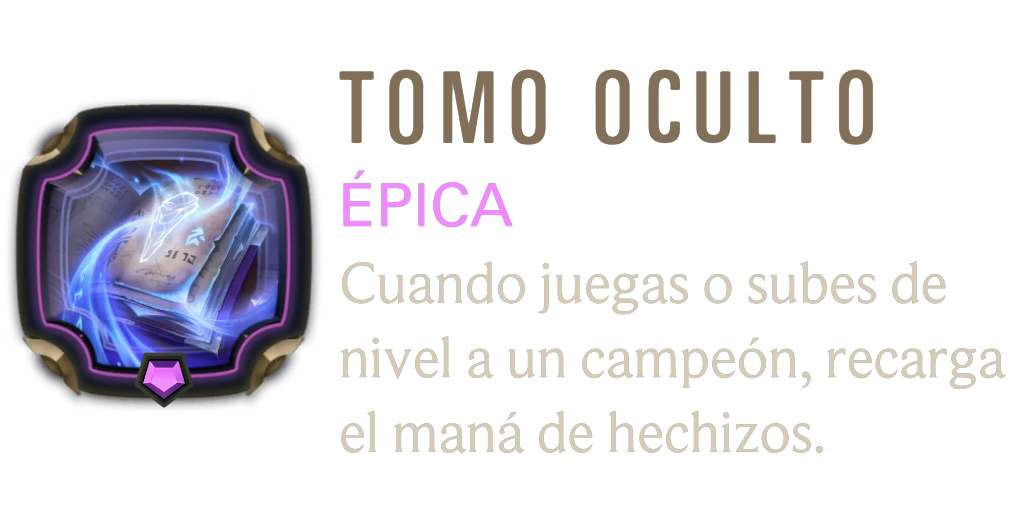 TOMO OCULTO
ÉPICA
Cuando juegas o subes de
nivel a un campeón, recarga
el maná de hechizos.